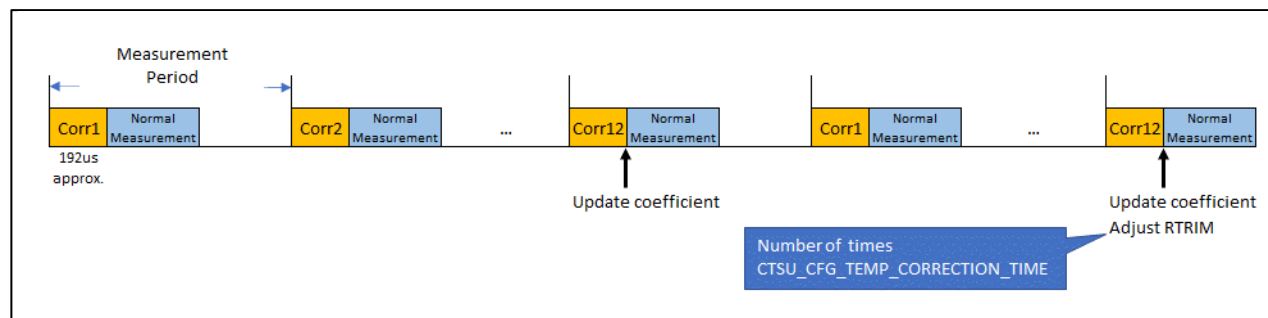 Measurement
Period
Corr1
Normal
Measurement
Corr2
Normal
Measurement
...
Corr12
Normal
Measurement
Corr1
Normal
Measurement
...
Corr12
Normal
Measurement
192us
approx.
Update coefficient
Update coefficient
Adjust RTRIM
Number of times
CTSU_CFG_TEMP_CORRECTION_TIME